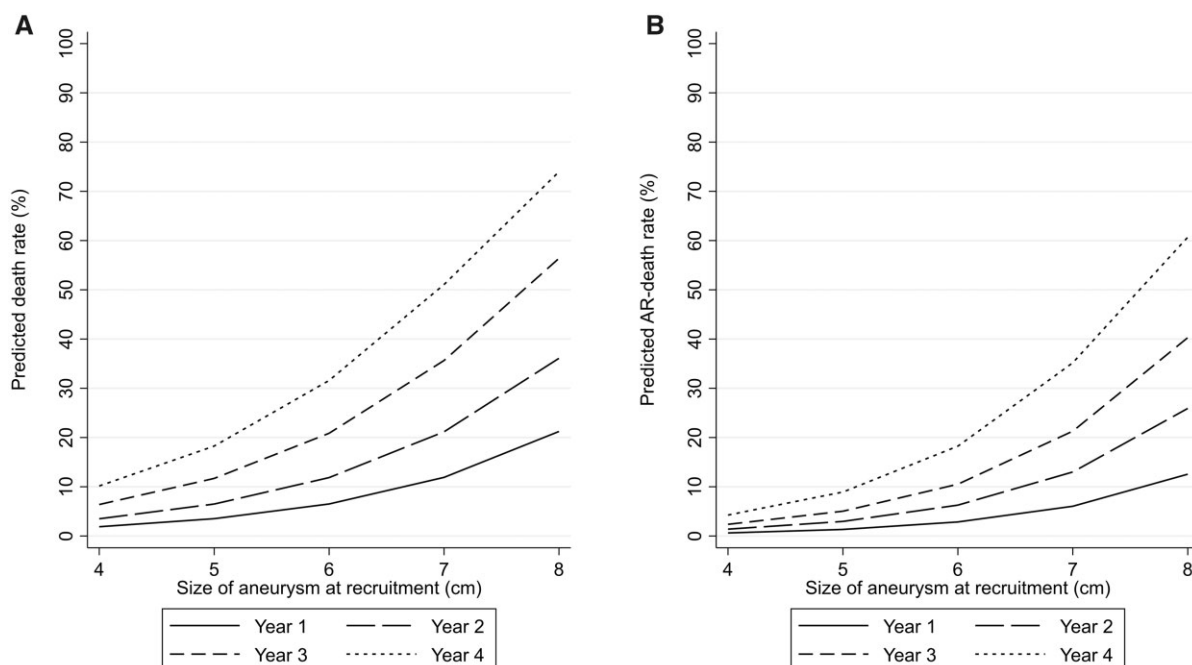 A
Predicted death rate (%)
100
90
80
70
60
50
40
30
20
10
0
4 5 6 7 8
Size of aneurysm at recruitment (cm)
Year 1 Year 2
Year 3 Year 4
B
Predicted AR-death rate (%)
100
90
80
70
60
50
40
30
20
10
0
4 5 6 7 8
Size of aneurysm at recruitment (cm)
Year 1 Year 2
Year 3 Year 4